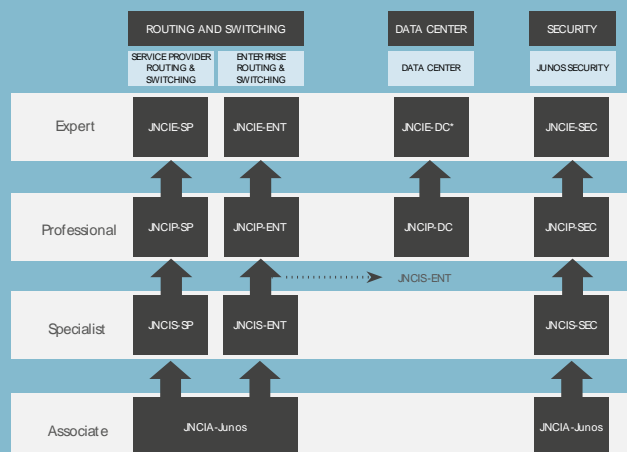 ROUTING AND SWITCHING
DATA CENTER
SECURITY
SERVICE PROVIDER
ROUTING &
SWITCHING
ENTERPRISE
ROUTING &
SWITCHING
DATA CENTER
JUNOS SECURITY
Expert
JNCIE-SP
JNCIE-ENT
JNCIE-DC*
JNCIE-SEC
Professional
JNCIP-SP
JNCIP-ENT
JNCIP-DC
JNCIP-SEC
JNCIS-ENT
Specialist
JNCIS-SP
JNCIS-ENT
JNCIS-SEC
Associate
JNCIA-Junos
JNCIA-Junos